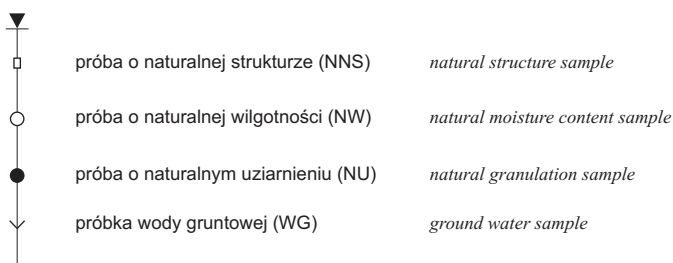 próba o naturalnej strukturze (NNS) natural structure sample
próba o naturalnej wilgotności (NW) natural moisture content sample
próba o naturalnym uziarnieniu (NU) natural granulation sample
próbka wody gruntowej (WG) ground water sample